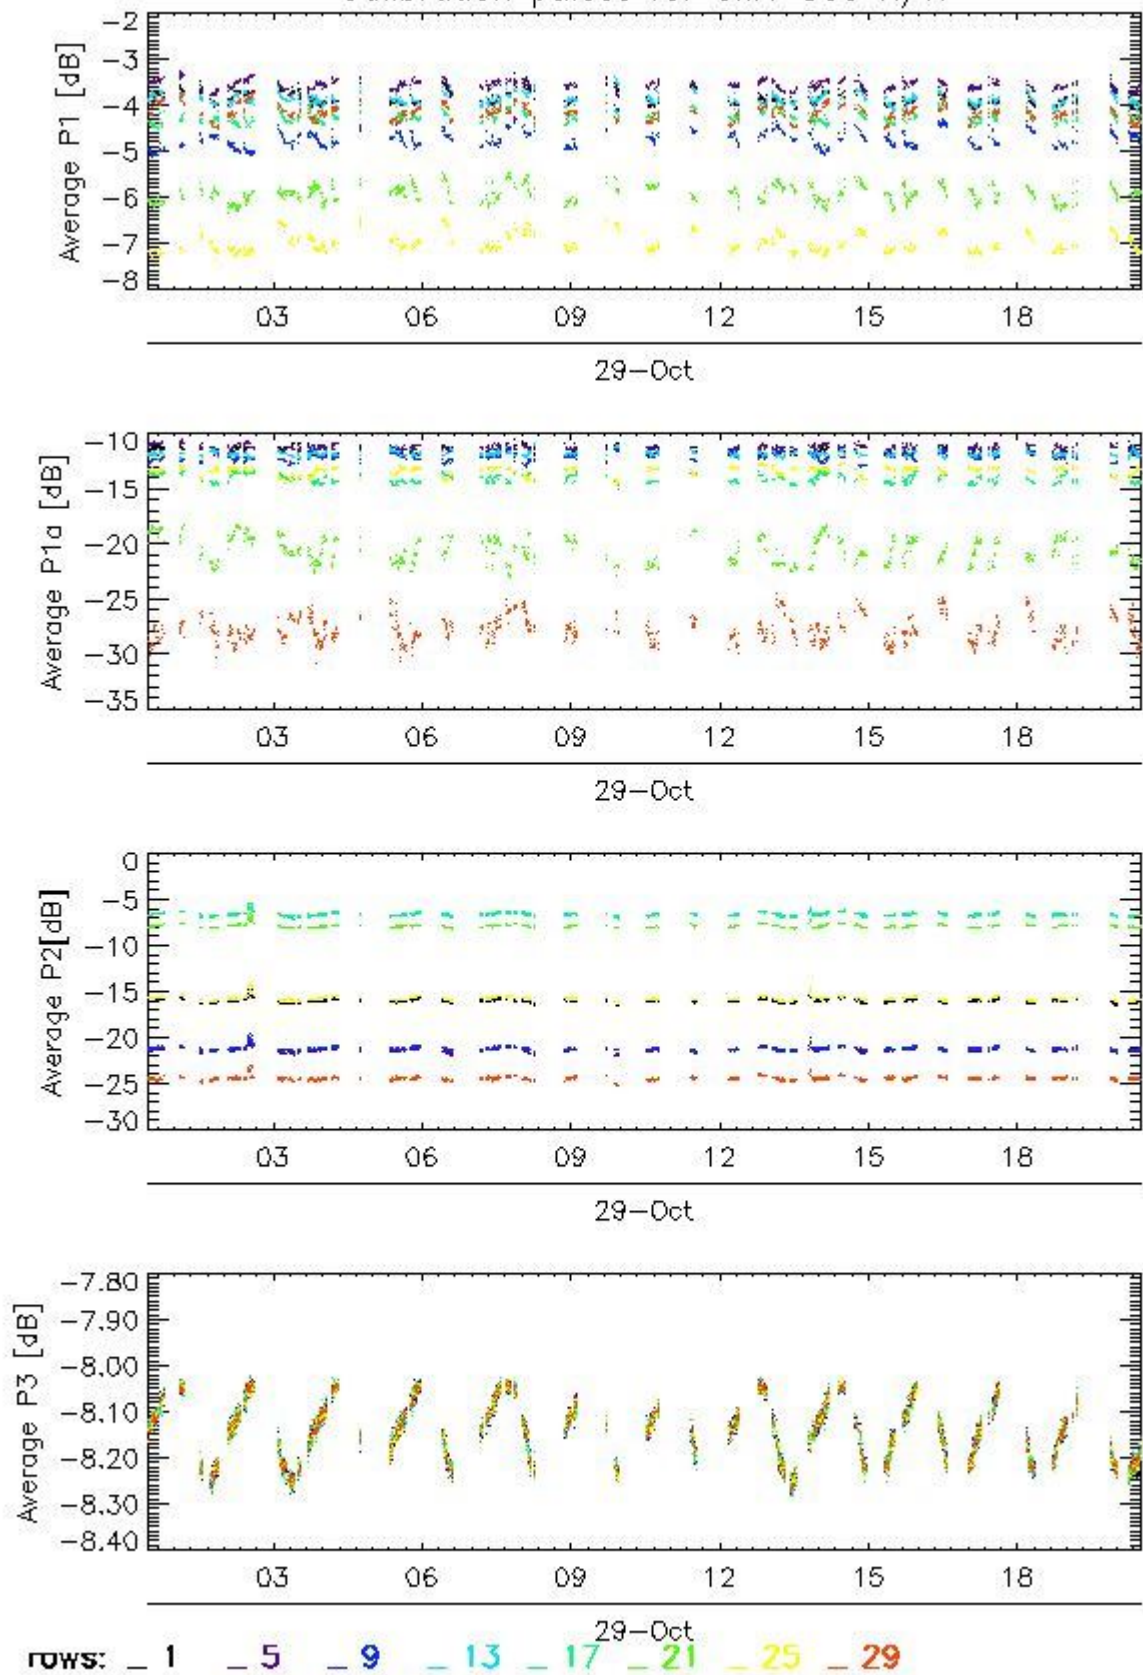 Average P1 [dB]
-2
-3
-4
-5
-6
-7
-8
03 06 09 12 15 18
29-Oct
Average P1a [dB]
-10
-15
-20
-25
-30
-35
03 06 09 12 15 18
29-Oct
Average P2[dB]
0
-5
-10
-15
-20
-25
-30
03 06 09 12 15 18
29-Oct
Average P3 [dB]
-7.80
-7.90
-8.00
-8.10
-8.20
-8.30
-8.40
03 06 09 12 15 18
29-Oct
rows: _ 1 _ 5 _ 9 _ 13 _ 17 _ 21 _ 25 _ 29